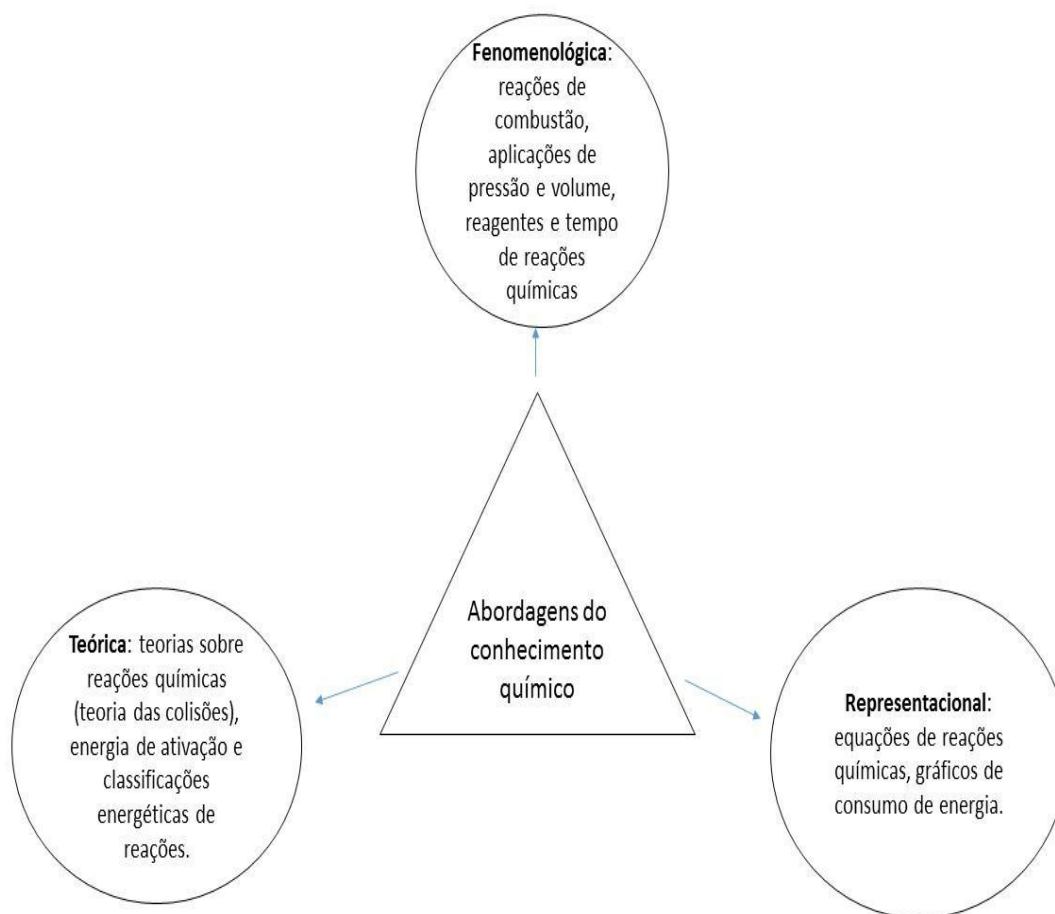 Fenomenológica:
reações de
combustão,
aplicações de
pressão e volume,
reagentes e tempo
de reações
químicas
Abordagens do
conhecimento
químico
Teórica: teorias sobre
reações químicas
(teoria das colisões),
energia de ativação e
classificações
energéticas de
reações.
Representacional:
equações de reações
químicas, gráficos de
consumo de energia.